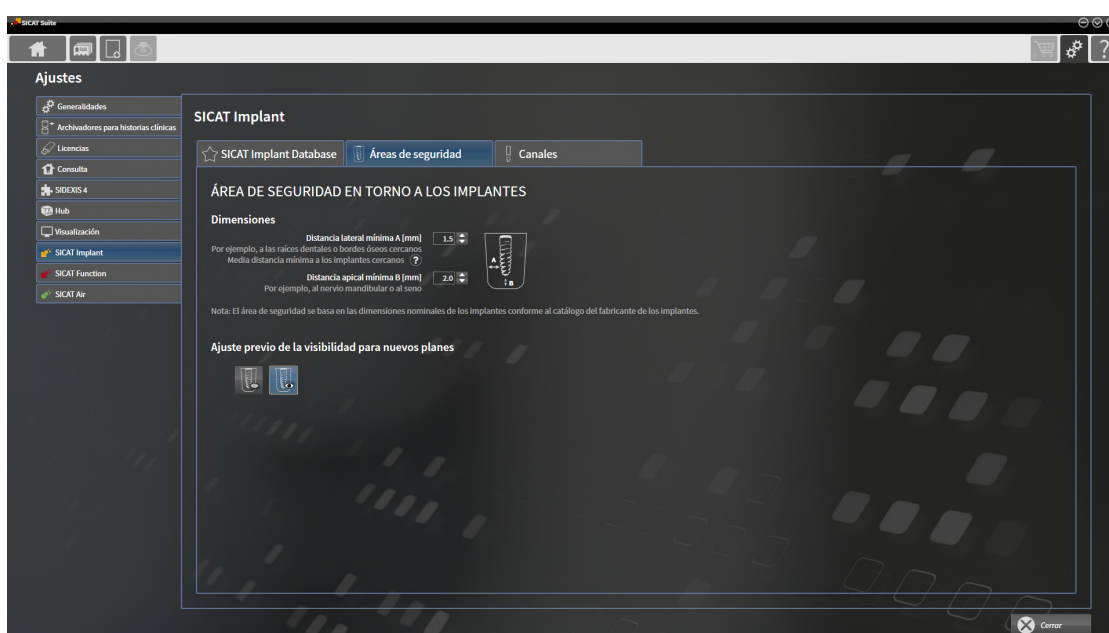 SICAT Suite
Ajustes
Generalidades
Archivadores para historias clínicas
Licencias
Consulta
SIDEXIS 4
Hub
Visualización
SICAT Implant
SICAT Function
SICAT Air
SICAT Implant
SICAT Implant Database
Áreas de seguridad
Canales
ÁREA DE SEGURIDAD EN TORNO A LOS IMPLANTES
Dimensiones
Distancia lateral mínima A [mm] 1.5
Por ejemplo, a las raíces dentales o bordes óseos cercanos
Media distancia mínima a los implantes cercanos ?
Distancia apical mínima B [mm] 2.0
Por ejemplo, al nervio mandibular o al seno
A
B
Nota: El área de seguridad se basa en las dimensiones nominales de los implantes conforme al catálogo del fabricante de los implantes.
Ajuste previo de la visibilidad para nuevos planes
Cerrar